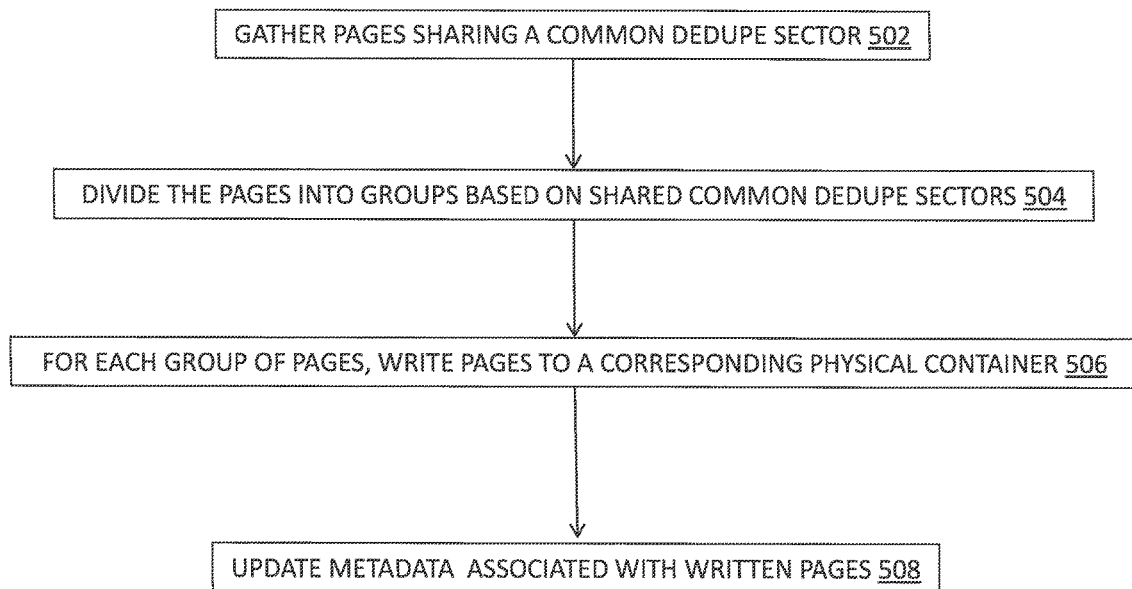 GATHER PAGES SHARING A COMMON DEDUPE SECTOR 502
DIVIDE THE PAGES INTO GROUPS BASED ON SHARED COMMON DEDUPE SECTORS 504
FOR EACH GROUP OF PAGES, WRITE PAGES TO A CORRESPONDING PHYSICAL CONTAINER 506
UPDATE METADATA ASSOCIATED WITH WRITTEN PAGES 508